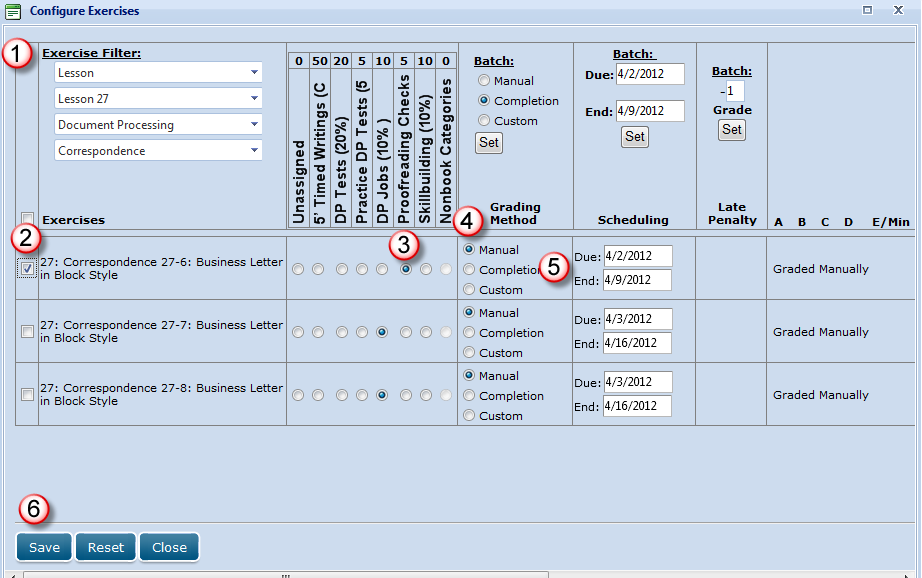 Configure Exercises
1
Exercise Filter:
Lesson
Lesson 27
Document Processing
Correspondence
Exercises
0 50 20 5 10 5 10 0
Unassigned
5' Timed Writings (C
DP Tests (20%)
Practice DP Tests (5
DP Jobs (10% )
Proofreading Checks
Skillbuilding (10%)
Nonbook Categories
Batch:
Manual
Completion
Custom
Set
Grading
Method
Batch:
Due: 4/2/2012
End: 4/9/2012
Set
Scheduling
Batch:
-1
Grade
Set
Late
Penalty
A B C D E/Min
2
3
4
5
27: Correspondence 27-6: Business Letter
in Block Style
Manual
Completion
Custom
Due: 4/2/2012
End: 4/9/2012
Graded Manually
27: Correspondence 27-7: Business Letter
in Block Style
Manual
Completion
Custom
Due: 4/3/2012
End: 4/16/2012
Graded Manually
27: Correspondence 27-8: Business Letter
in Block Style
Manual
Completion
Custom
Due: 4/3/2012
End: 4/16/2012
Graded Manually
6
Save Reset Close